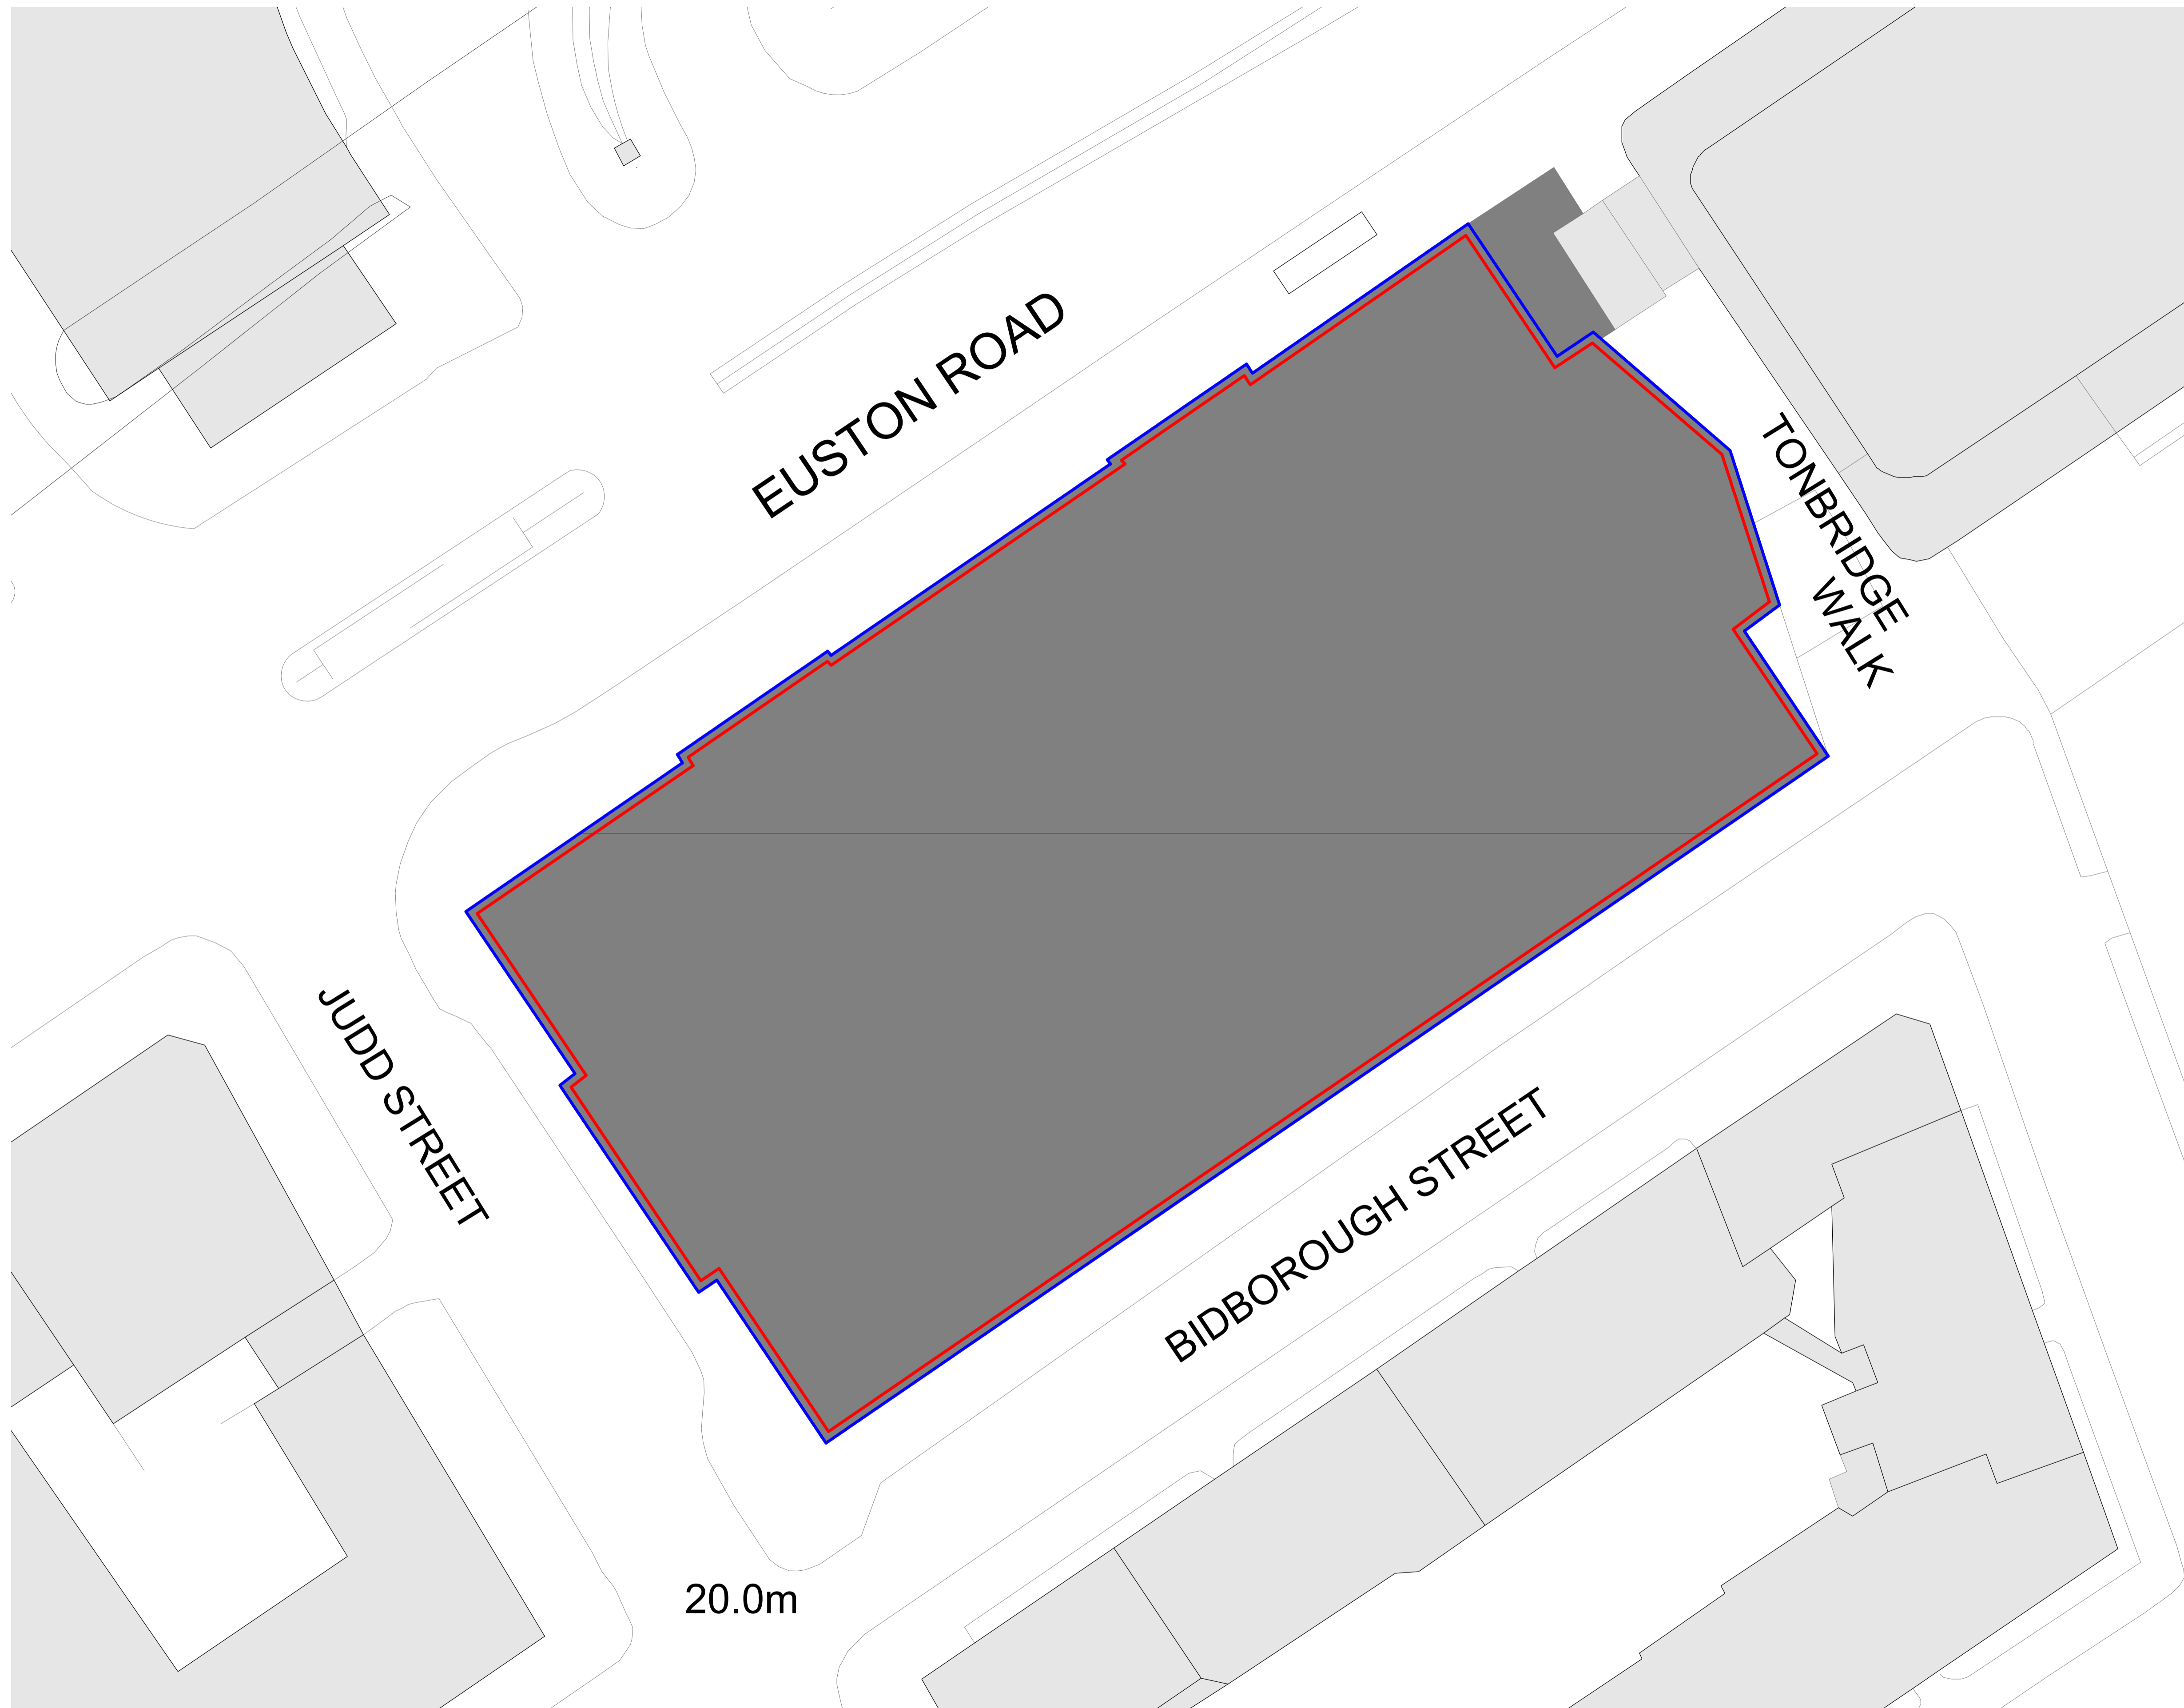 EUSTON ROAD
TONBRIDGE
WALK
JUDD STREET
BIDBOROUGH STREET
20.0m